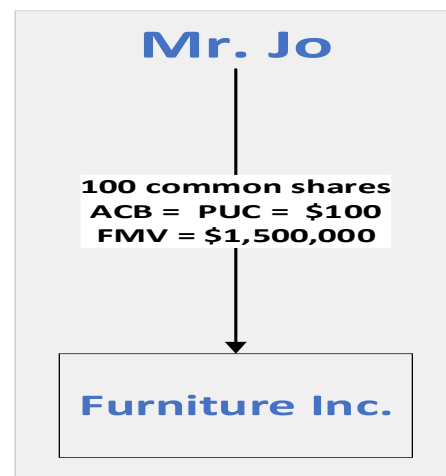 Mr. Jo
100 common shares
ACB = PUC = $100
FMV = $1,500,000
Furniture Inc.